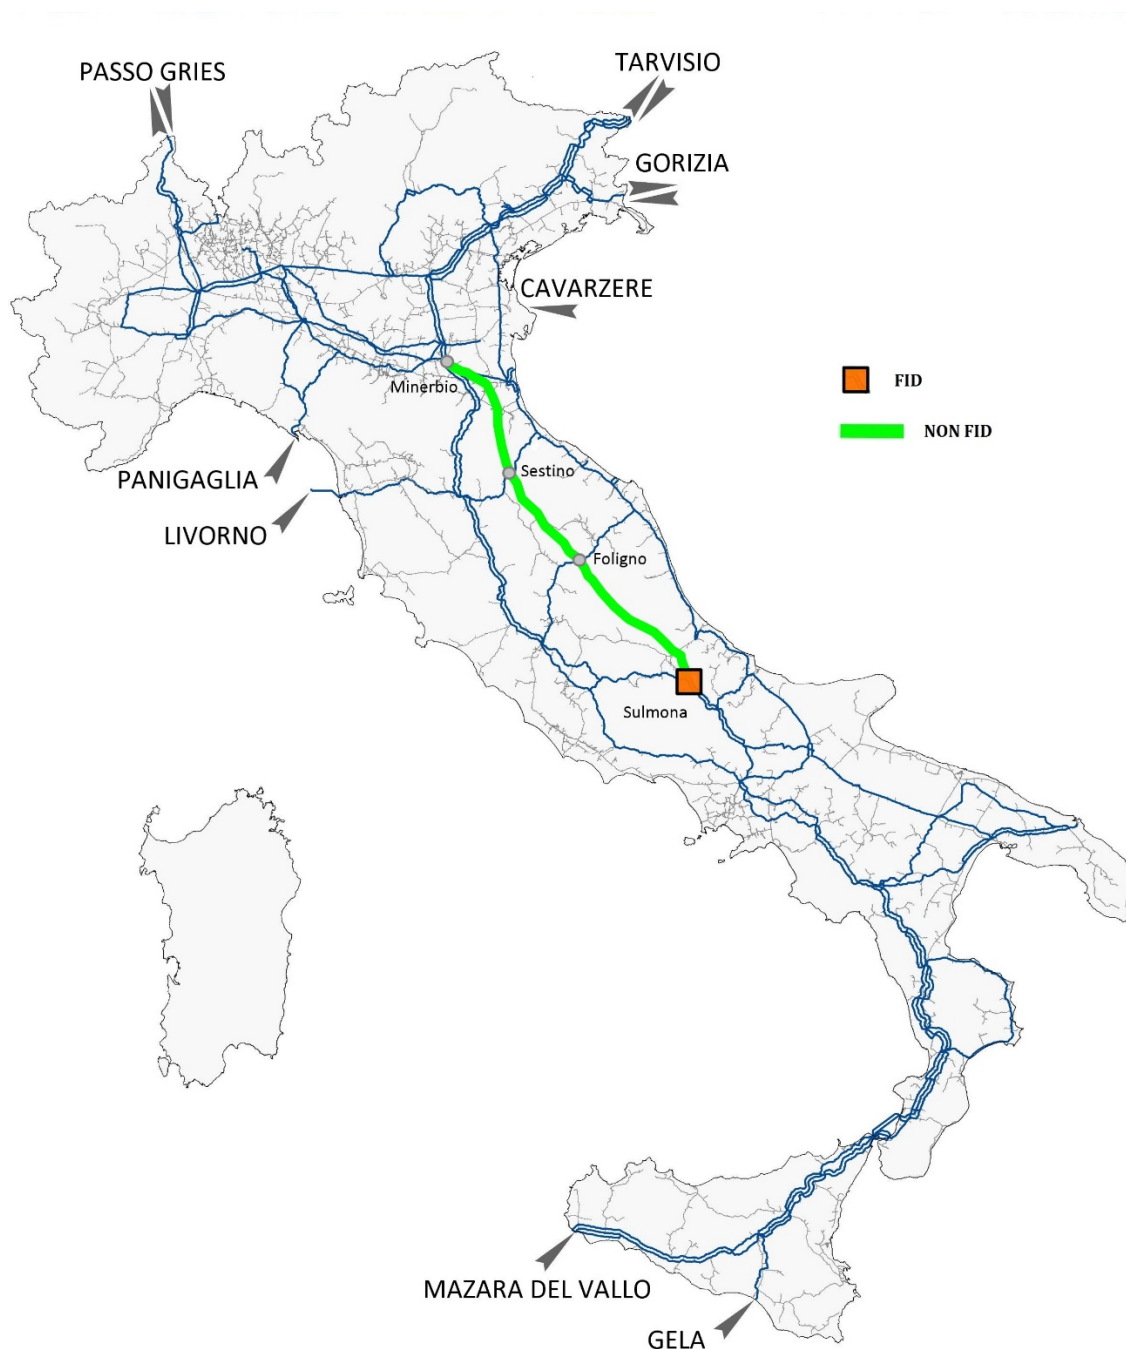 PASSO GRIES
TARVISIO
GORIZIA
CAVARZERE
Minerbio
FID
NON FID
PANIGAGLIA
Sestino
LIVORNO
Foligno
Sulmona
MAZARA DEL VALLO
GELA